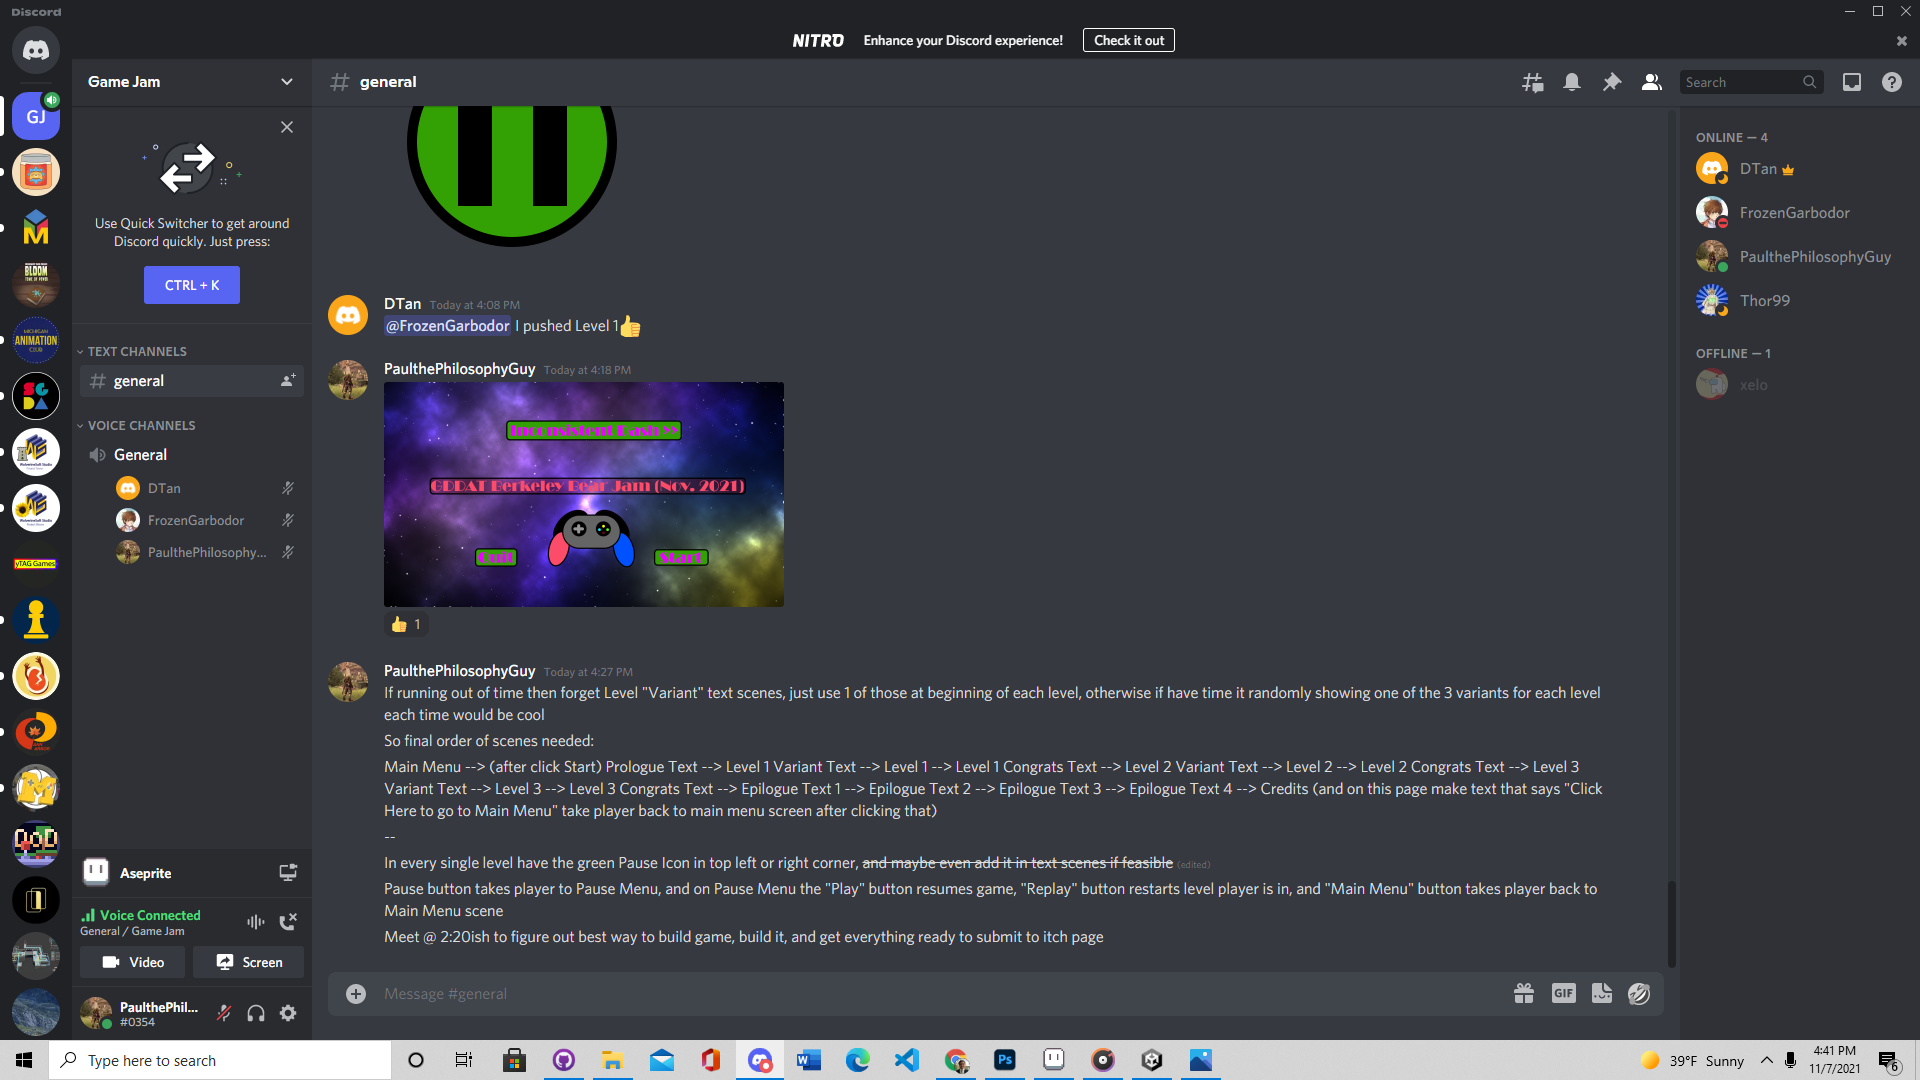 Discord
NITRO Enhance your Discord experience! Check it out
Game Jam
general
Search
GJ
Use Quick Switcher to get around
Discord quickly. Just press:
CTRL + K
TEXT CHANNELS
general
VOICE CHANNELS
General
DTan
FrozenGarbodor
PaulthePhilosophy...
M
BLOOM
MICHIGAN
ANIMATION
CLUB
yTAG Games
Aseprite
Voice Connected
General / Game Jam
Video
Screen
PaulthePhil...
#0354
DTan Today at 4:08 PM
@FrozenGarbodor I pushed Level 1
PaulthePhilosophyGuy Today at 4:18 PM
GDDAT Berkeley Bear Jam (Nov. 2021)
Quit
Start
1
PaulthePhilosophyGuy Today at 4:27 PM
If running out of time then forget Level "Variant" text scenes, just use 1 of those at beginning of each level, otherwise if have time it randomly showing one of the 3 variants for each level
each time would be cool
So final order of scenes needed:
Main Menu --> (after click Start) Prologue Text --> Level 1 Variant Text --> Level 1 --> Level 1 Congrats Text --> Level 2 Variant Text --> Level 2 --> Level 2 Congrats Text --> Level 3
Variant Text --> Level 3 --> Level 3 Congrats Text --> Epilogue Text 1 --> Epilogue Text 2 --> Epilogue Text 3 --> Epilogue Text 4 --> Credits (and on this page make text that says "Click
Here to go to Main Menu" take player back to main menu screen after clicking that)
--
In every single level have the green Pause Icon in top left or right corner, and maybe even add it in text scenes if feasible (edited)
Pause button takes player to Pause Menu, and on Pause Menu the "Play" button resumes game, "Replay" button restarts level player is in, and "Main Menu" button takes player back to
Main Menu scene
Meet @ 2:20ish to figure out best way to build game, build it, and get everything ready to submit to itch page
Message #general
GIF
ONLINE — 4
DTan
FrozenGarbodor
PaulthePhilosophyGuy
Thor99
OFFLINE — 1
xelo
Type here to search
Ps
39°F Sunny
4:41 PM
11/7/2021
6